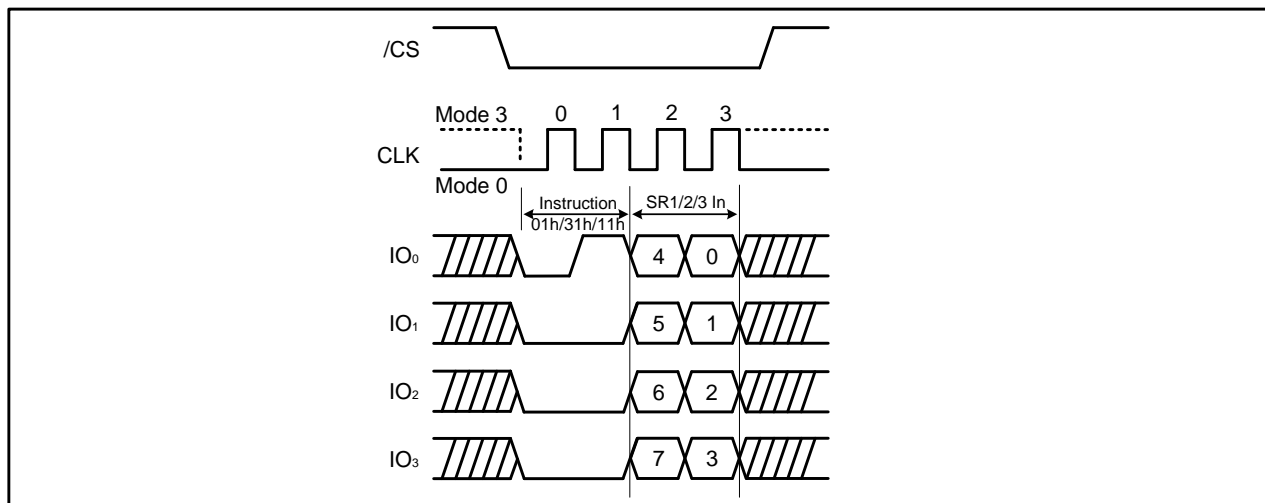 /CS
Mode 3 0 1 2 3
CLK
Mode 0
Instruction SR1/2/3 In
01h/31h/11h
IO₀ 4 0
IO₁ 5 1
IO₂ 6 2
IO₃ 7 3